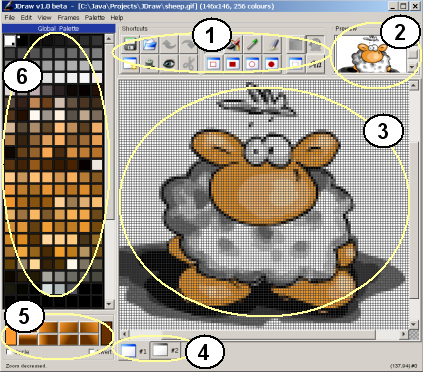 JDraw v1.0 beta - [C:\Java\Projects\JDraw\sheep.gif] (146x146, 256 colours)
File Edit View Frames Palette Help
Global Palette
Shortcuts
Preview
1
2
6
3
5
4
#1
#2
Zoom decreased.
(137,94):#0